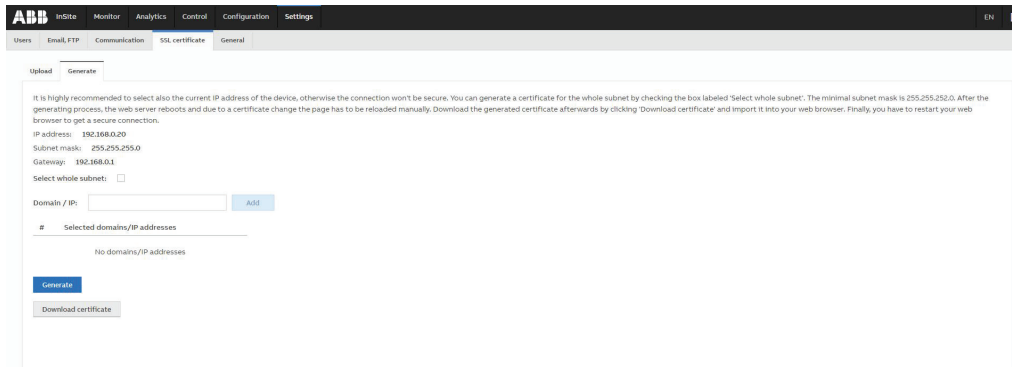 ABB InSite Monitor Analytics Control Configuration Settings EN
Users Email, FTP Communication SSL certificate General
Upload Generate
It is highly recommended to select also the current IP address of the device, otherwise the connection won't be secure. You can generate a certificate for the whole subnet by checking the box labeled 'Select whole subnet'. The minimal subnet mask is 255.255.252.0. After the
generating process, the web server reboots and due to a certificate change the page has to be reloaded manually. Download the generated certificate afterwards by clicking 'Download certificate' and import it into your web browser. Finally, you have to restart your web
browser to get a secure connection.
IP address: 192.168.0.20
Subnet mask: 255.255.255.0
Gateway: 192.168.0.1
Select whole subnet:
Domain / IP: Add
# Selected domains/IP addresses
No domains/IP addresses
Generate
Download certificate